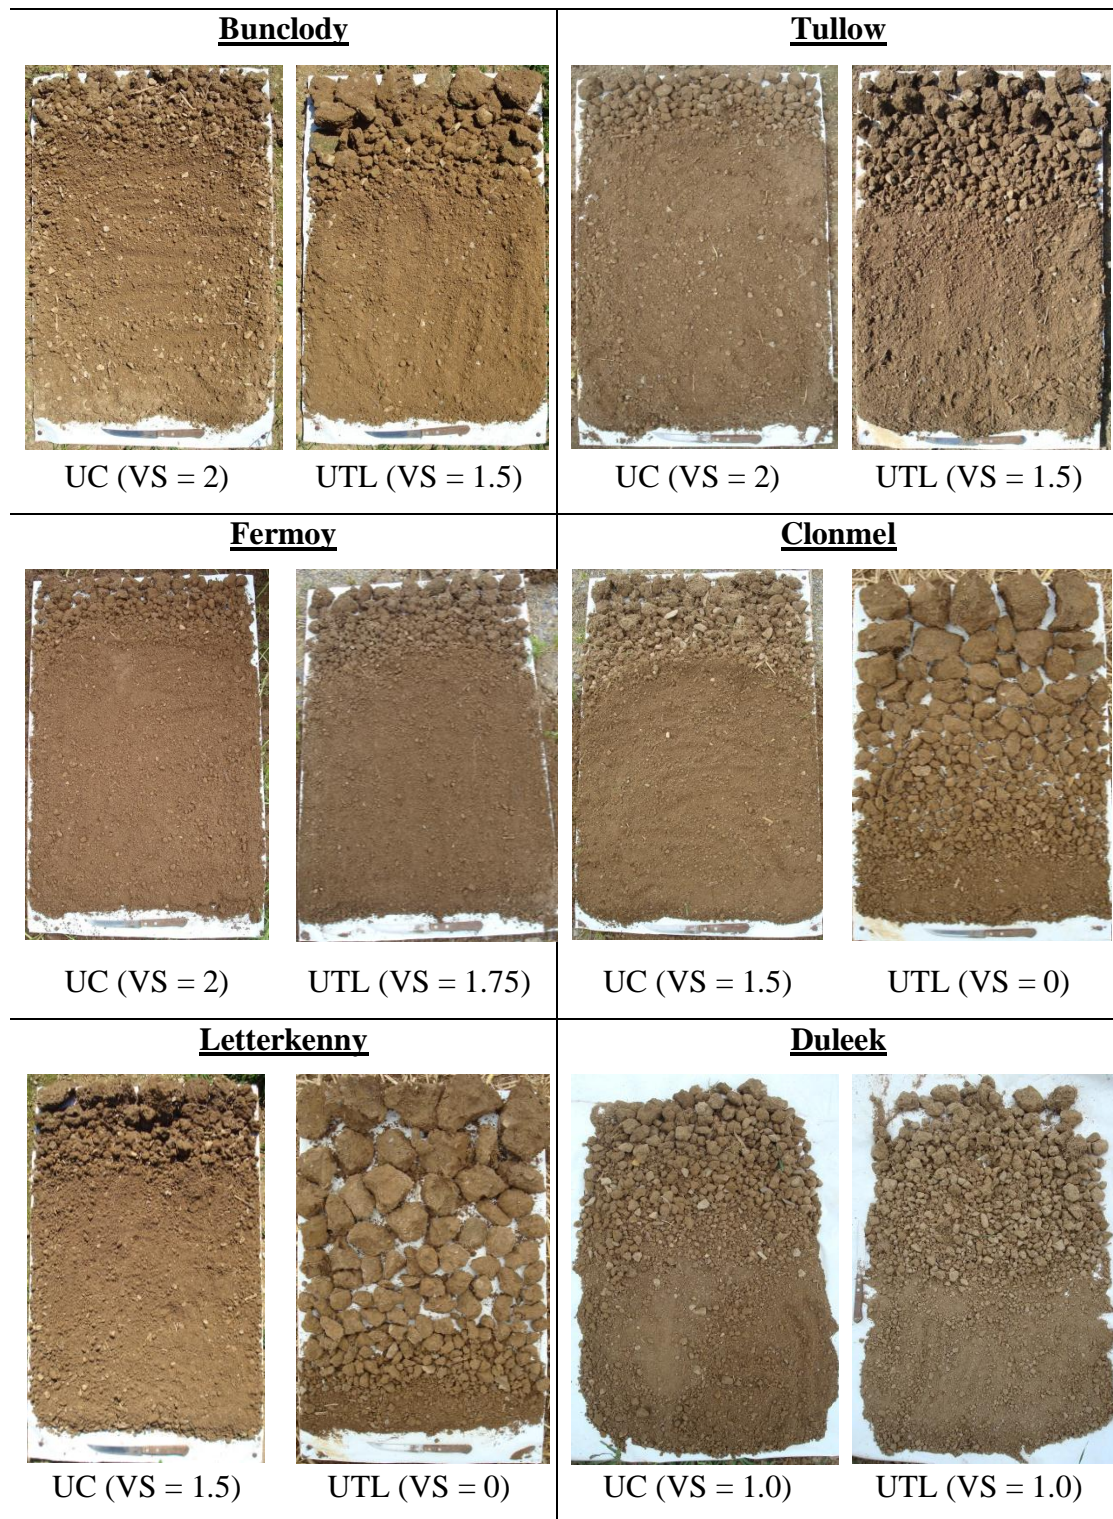 Bunclody
Tullow
UC (VS = 2)
UTL (VS = 1.5)
UC (VS = 2)
UTL (VS = 1.5)
Fermoy
Clonmel
UC (VS = 2)
UTL (VS = 1.75)
UC (VS = 1.5)
UTL (VS = 0)
Letterkenny
Duleek
UC (VS = 1.5)
UTL (VS = 0)
UC (VS = 1.0)
UTL (VS = 1.0)